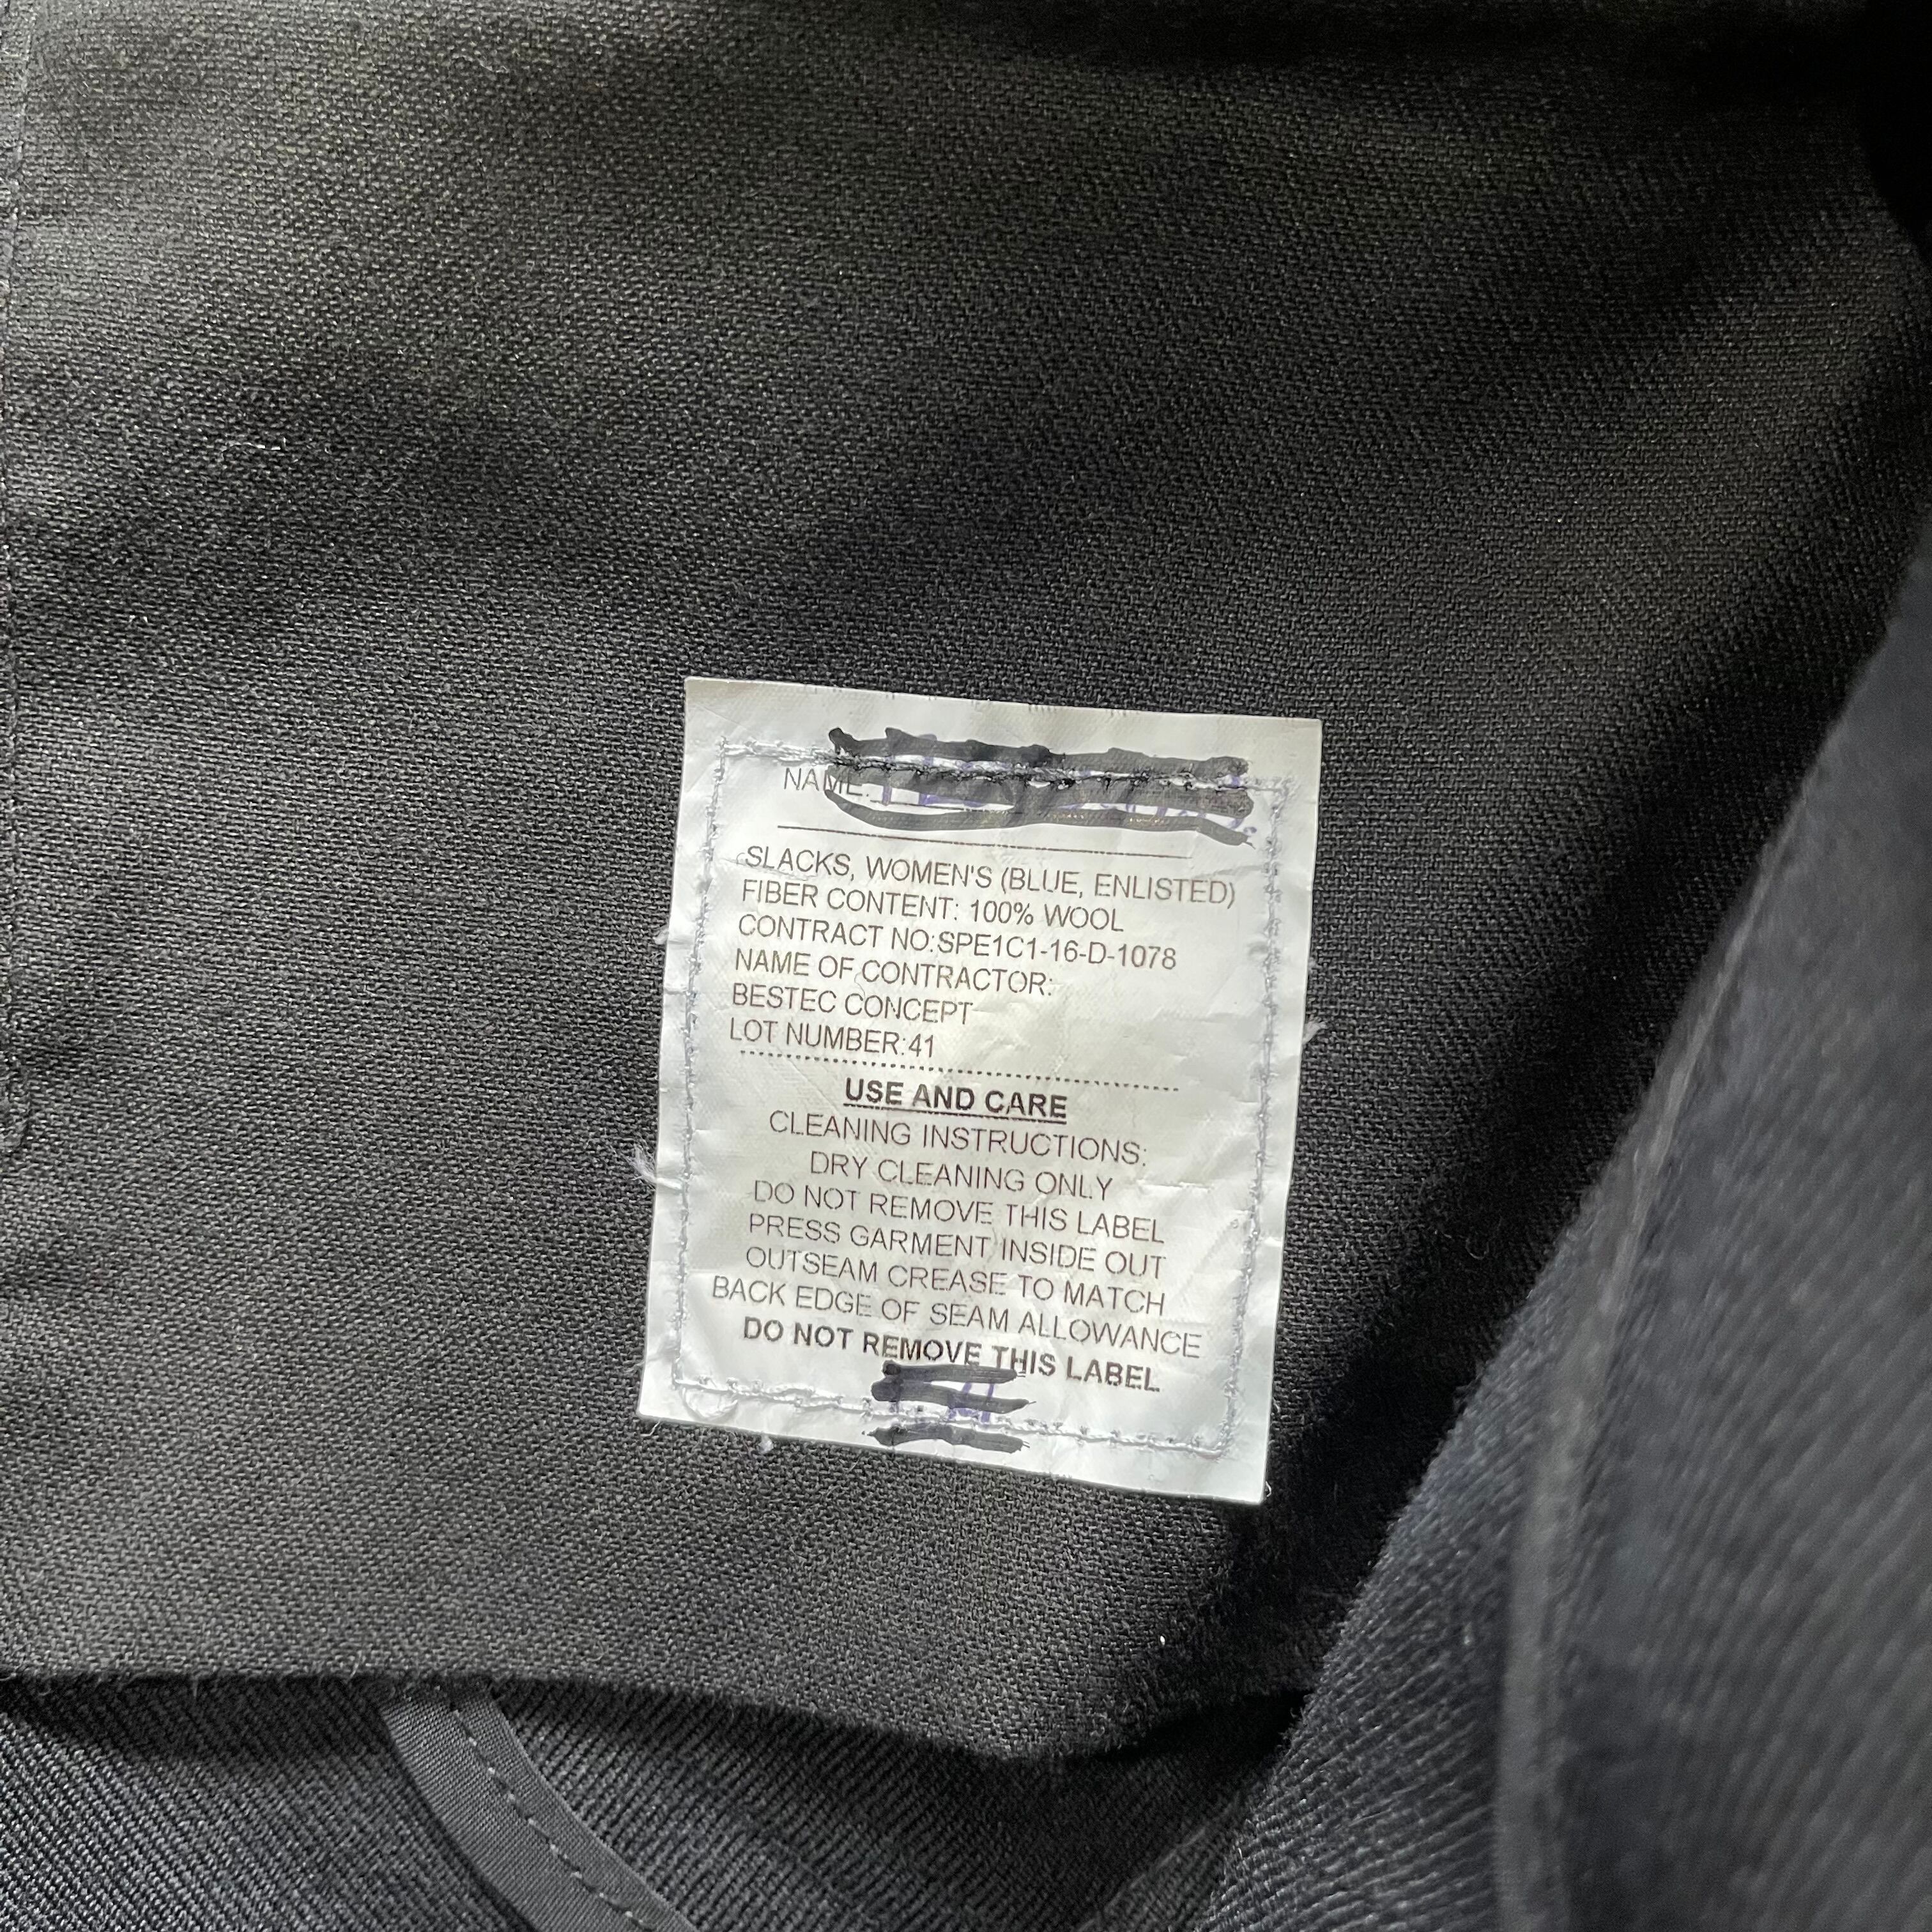 NAME:
SLACKS, WOMEN'S (BLUE, ENLISTED)
FIBER CONTENT: 100% WOOL
CONTRACT NO:SPE1C1-16-D-1078
NAME OF CONTRACTOR:
BESTEC CONCEPT
LOT NUMBER:41
USE AND CARE
CLEANING INSTRUCTIONS:
DRY CLEANING ONLY
DO NOT REMOVE THIS LABEL
PRESS GARMENT INSIDE OUT
OUTSEAM CREASE TO MATCH
BACK EDGE OF SEAM ALLOWANCE
DO NOT REMOVE THIS LABEL